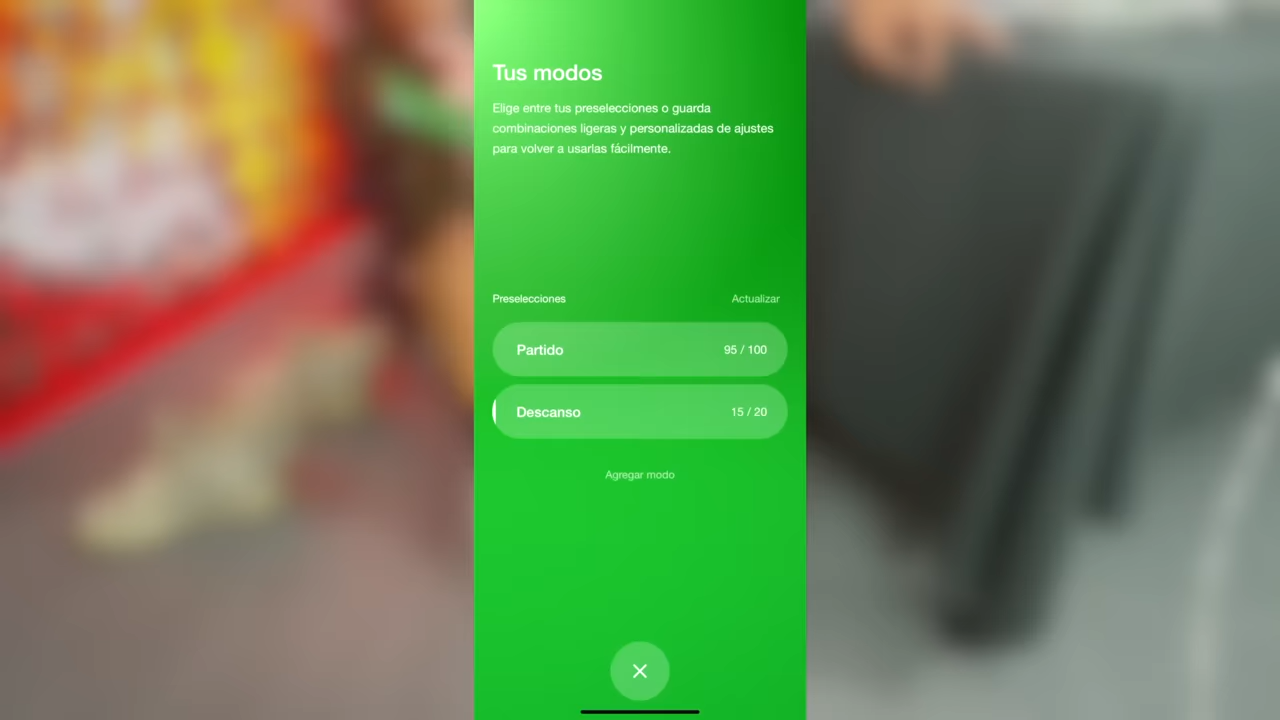 Tus modos
Elige entre tus preselecciones o guarda
combinaciones ligeras y personalizadas de ajustes
para volver a usarlas fácilmente.
Preselecciones Actualizar
Partido 95 / 100
Descanso 15 / 20
Agregar modo